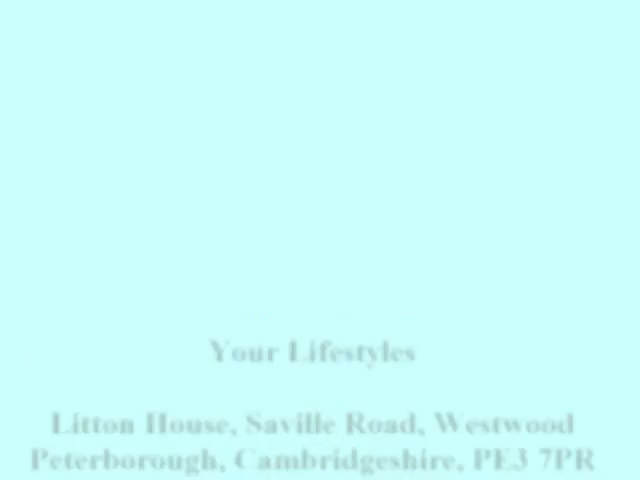 Your Lifestyles
Litton House, Saville Road, Westwood
Peterborough, Cambridgeshire, PE3 7PR